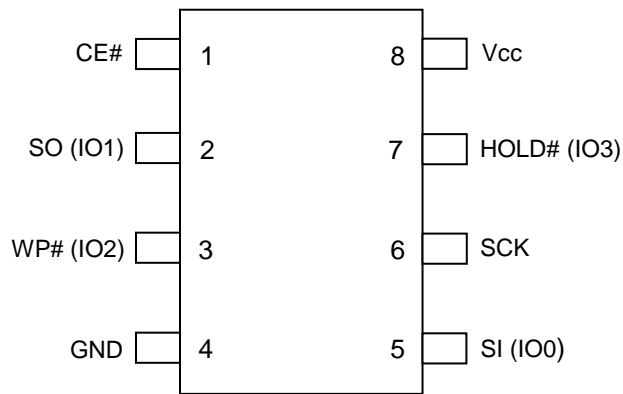 CE# 1 8 Vcc
SO (IO1) 2 7 HOLD# (IO3)
WP# (IO2) 3 6 SCK
GND 4 5 SI (IO0)